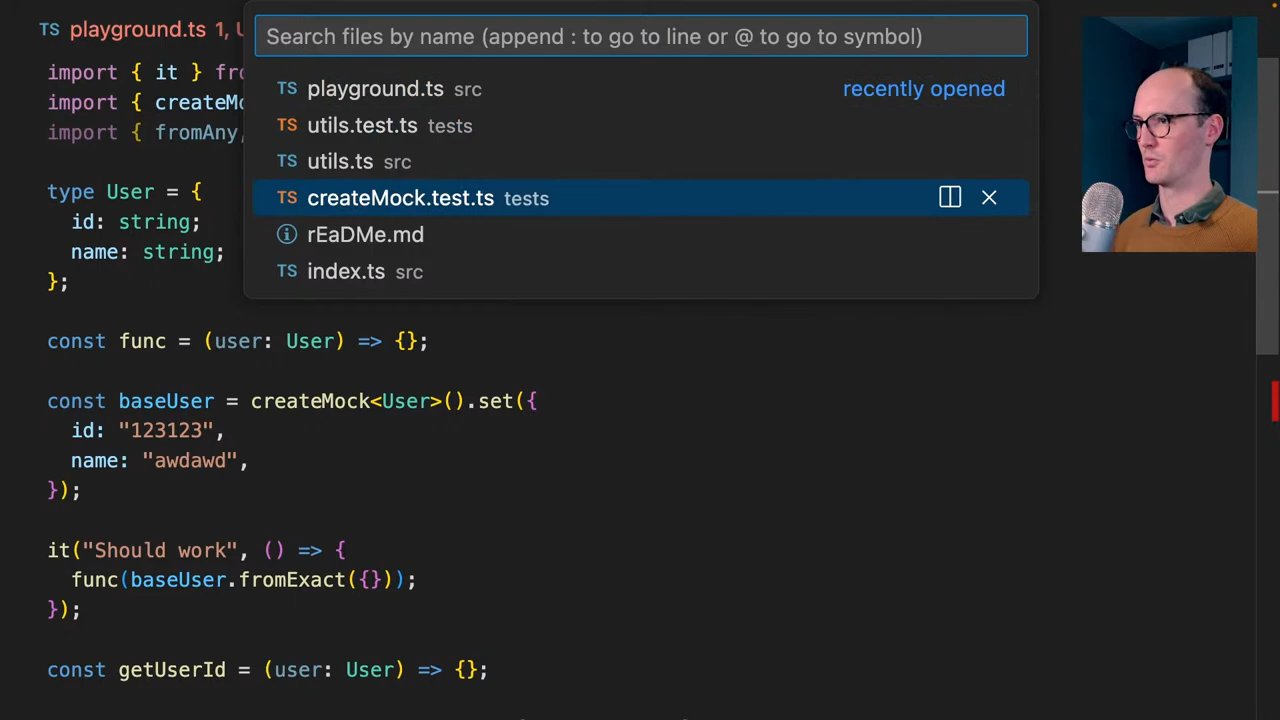 TS playground.ts 1, U
Search files by name (append : to go to line or @ to go to symbol)
TS playground.ts src recently opened
TS utils.test.ts tests
TS utils.ts src
TS createMock.test.ts tests
rEaDMe.md
TS index.ts src
import { it } fro
import { createMo
import { fromAny,
type User = {
id: string;
name: string;
};
const func = (user: User) => {};
const baseUser = createMock<User>().set({
id: "123123",
name: "awdawd",
});
it("Should work", () => {
func(baseUser.fromExact({}));
});
const getUserId = (user: User) => {};